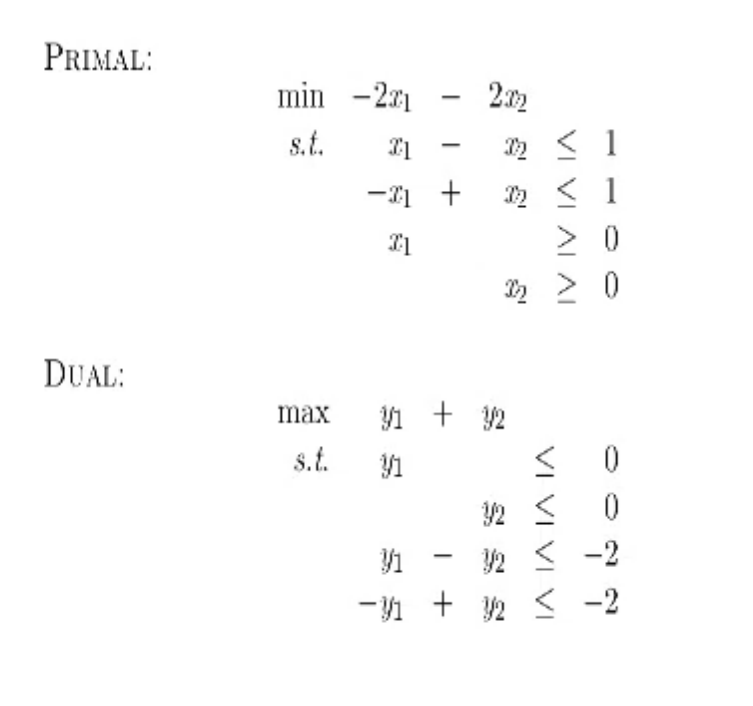 PRIMAL:
min −2x₁ − 2x₂
s.t. x₁ − x₂ ≤ 1
−x₁ + x₂ ≤ 1
x₁ ≥ 0
x₂ ≥ 0
DUAL:
max y₁ + y₂
s.t. y₁ ≤ 0
y₂ ≤ 0
y₁ − y₂ ≤ −2
−y₁ + y₂ ≤ −2